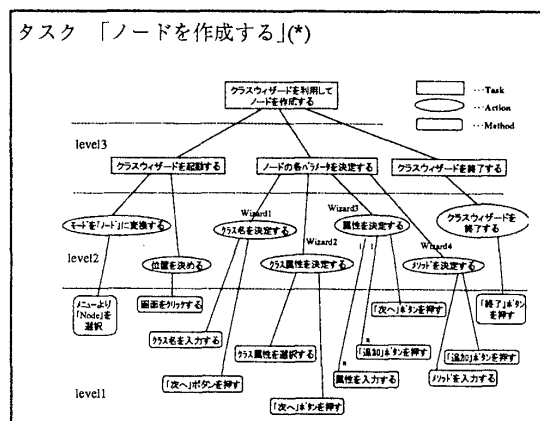 タスク 「ノードを作成する」(*)
クラスウィザードを利用して
ノードを作成する
…Task
…Action
…Method
level3
クラスウィザードを起動する
ノードの各パラメータを決定する
クラスウィザードを終了する
モードを「ノード」に変換する
Wizard1
クラス名を決定する
Wizard3
属性を決定する
クラスウィザードを
終了する
level2
位置を決める
Wizard2
クラス属性を決定する
1
1
Wizard4
メソッドを決定する
メニューより
「Node」を
選択
画面をクリックする
「次へ」ボタンを押す
「終了」ボタン
を押す
クラス名を入力する
クラス属性を選択する
*
「追加」ボタンを押す
「追加」ボタンを押す
「次へ」ボタンを押す
*
属性を入力する
メソッドを入力する
level1
「次へ」ボタンを押す